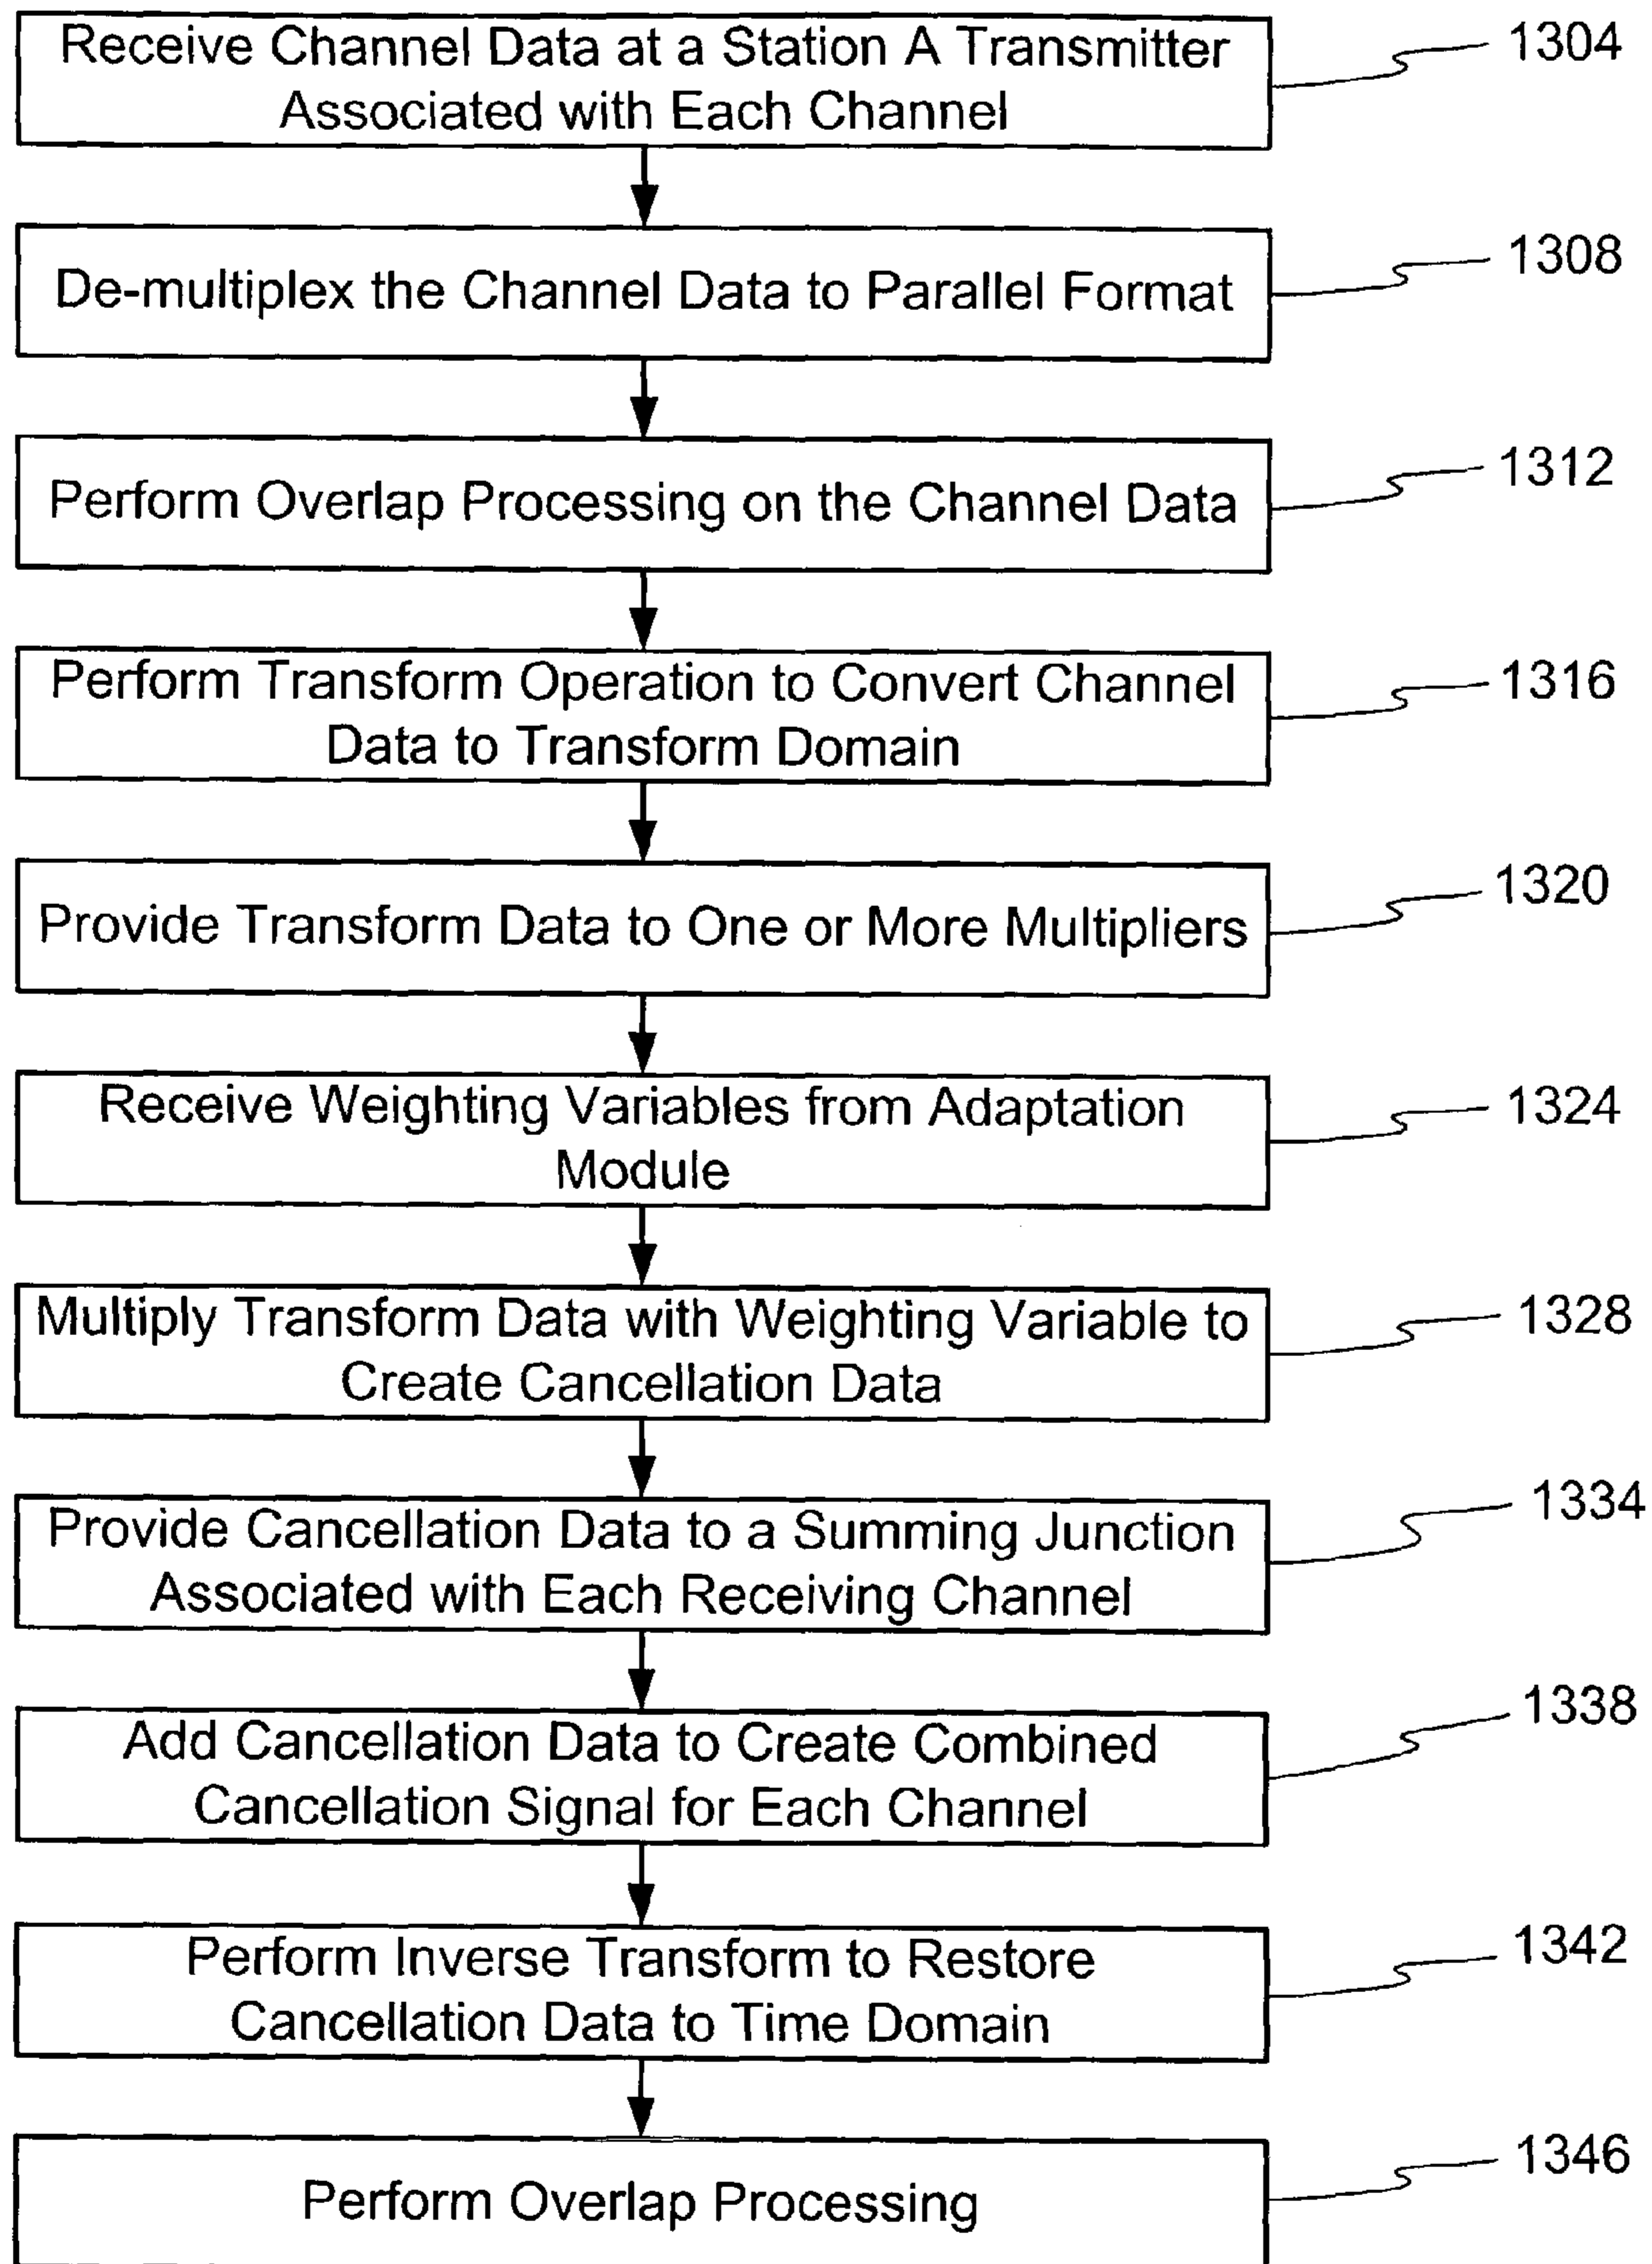 Receive Channel Data at a Station A Transmitter
Associated with Each Channel
1304
De-multiplex the Channel Data to Parallel Format
1308
Perform Overlap Processing on the Channel Data
1312
Perform Transform Operation to Convert Channel
Data to Transform Domain
1316
Provide Transform Data to One or More Multipliers
1320
Receive Weighting Variables from Adaptation
Module
1324
Multiply Transform Data with Weighting Variable to
Create Cancellation Data
1328
Provide Cancellation Data to a Summing Junction
Associated with Each Receiving Channel
1334
Add Cancellation Data to Create Combined
Cancellation Signal for Each Channel
1338
Perform Inverse Transform to Restore
Cancellation Data to Time Domain
1342
Perform Overlap Processing
1346